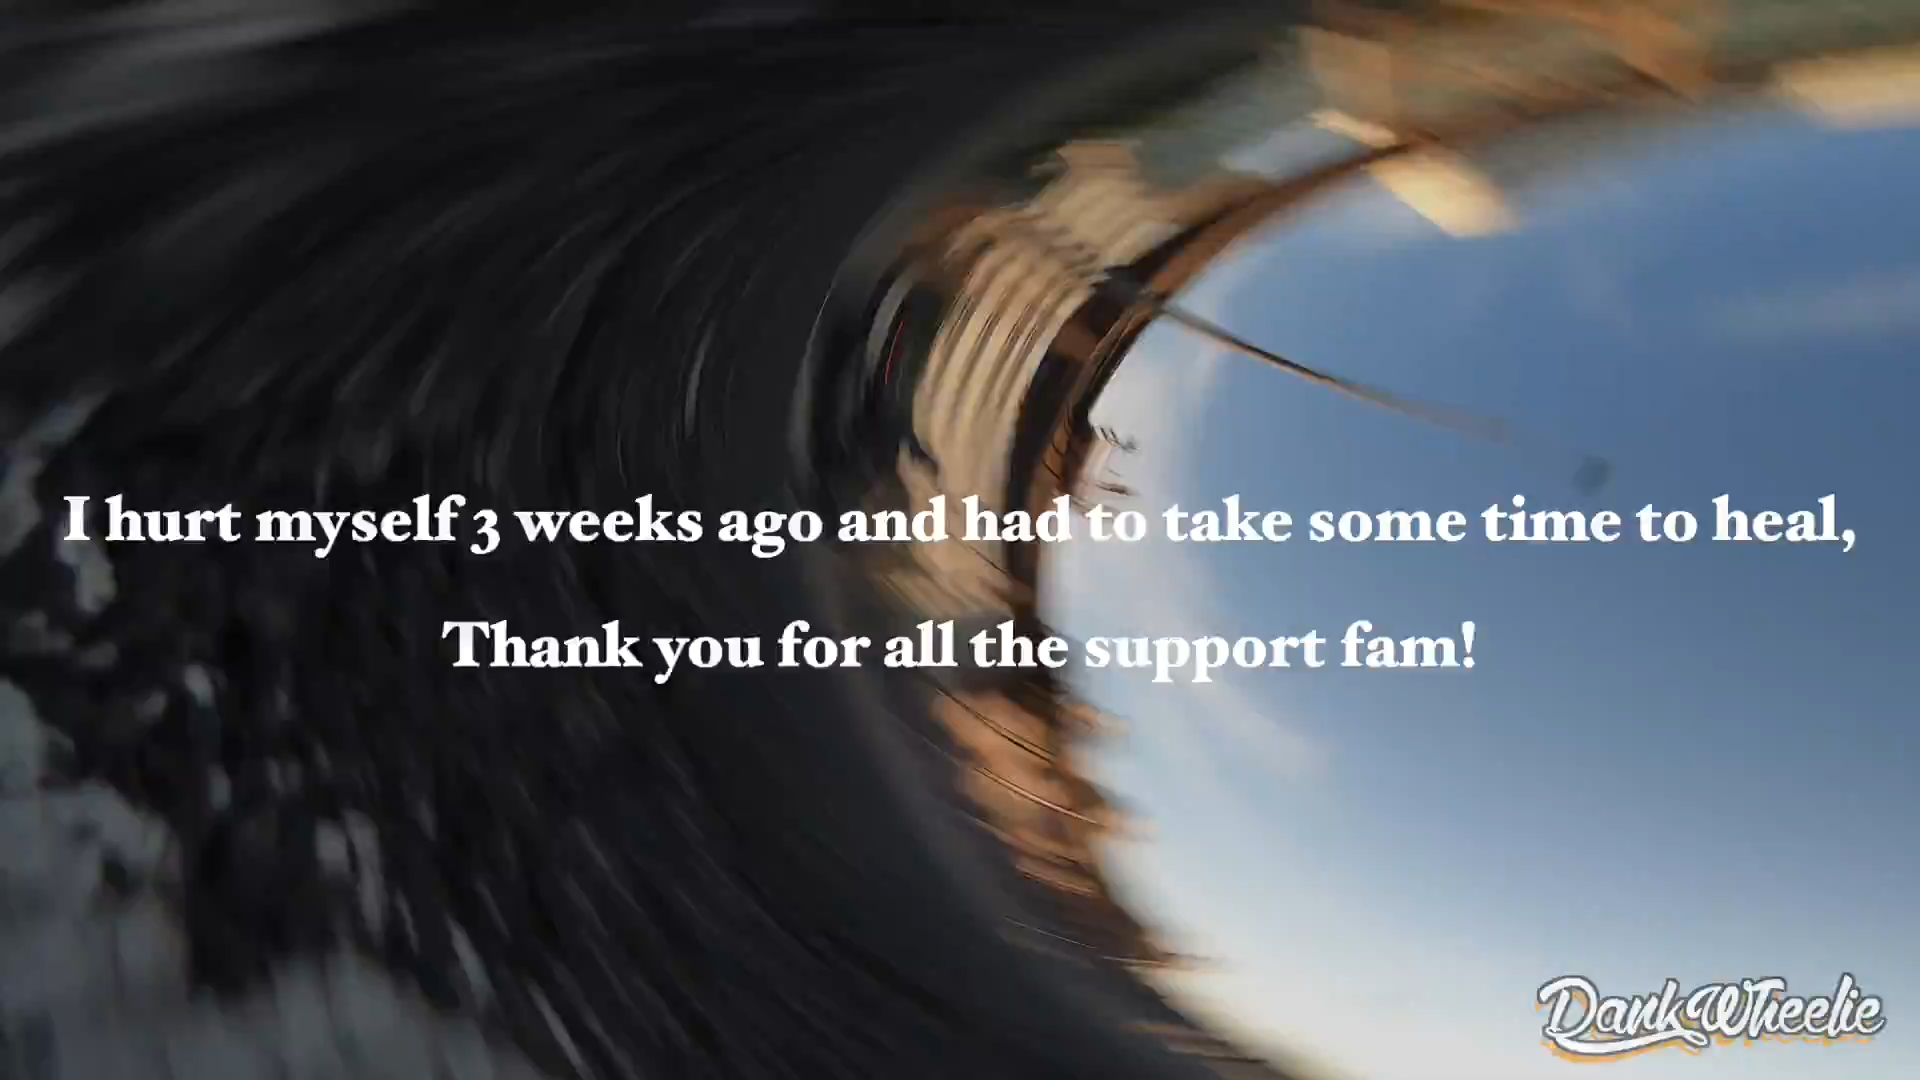 I hurt myself 3 weeks ago and had to take some time to heal,
Thank you for all the support fam!
DankWheelie